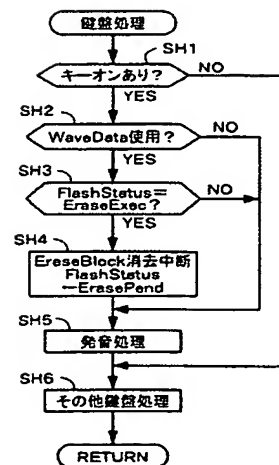 鍵盤処理
SH1
キーオンあり？
NO
YES
SH2
WaveData使用？
NO
YES
SH3
FlashStatus=
EraseExec？
NO
YES
SH4
EraseBlock消去中断
FlashStatus
←ErasePend
SH5
発音処理
SH6
その他鍵盤処理
RETURN